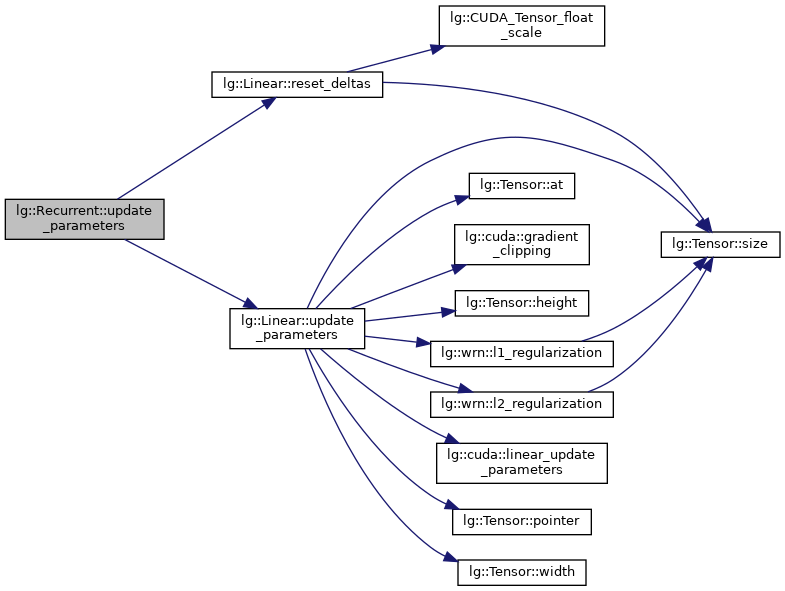 lg::CUDA_Tensor_float
_scale
lg::Linear::reset_deltas
lg::Recurrent::update
_parameters
lg::Tensor::at
lg::cuda::gradient
_clipping
lg::Tensor::size
lg::Tensor::height
lg::Linear::update
_parameters
lg::wrn::l1_regularization
lg::wrn::l2_regularization
lg::cuda::linear_update
_parameters
lg::Tensor::pointer
lg::Tensor::width